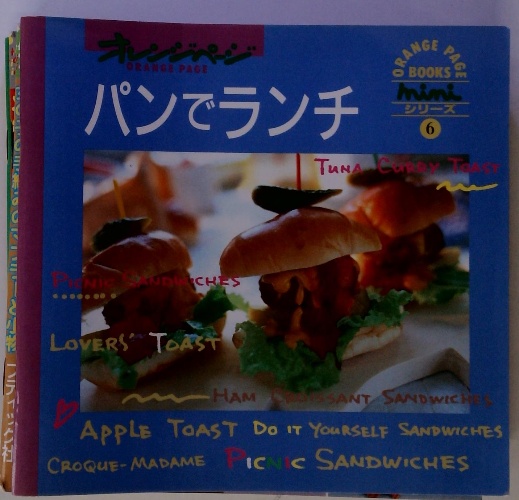 オレンジページ
ORANGE PAGE
ORANGE PAGE
BOOKS
mini
シリーズ
6
パンでランチ
TUNA CURRY TOAST
PICNIC SANDWICHES
LOVERS' TOAST
HAM CROISSANT SANDWICHES
APPLE TOAST DO IT YOURSELF SANDWICHES
CROQUE-MADAME PICNIC SANDWICHES